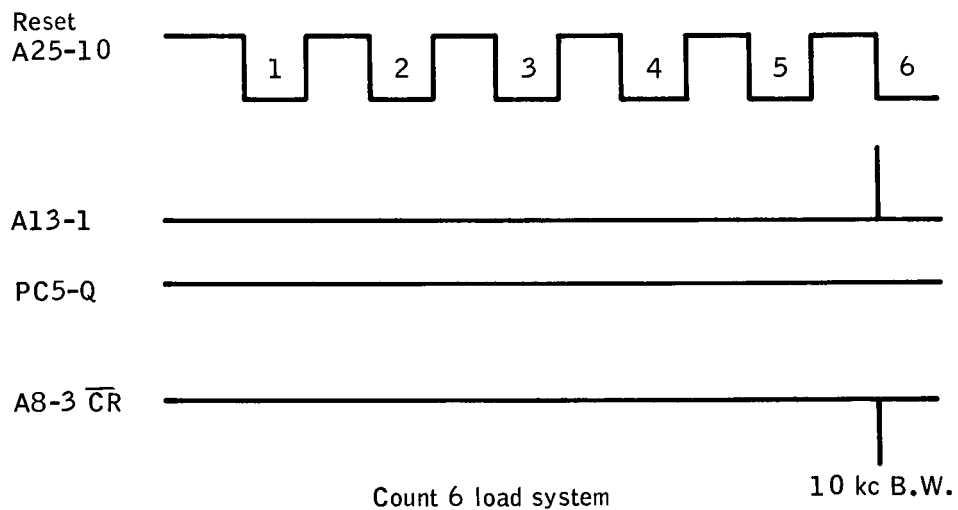 Reset
A25-10
1 2 3 4 5 6
A13-1
PC5-Q
A8-3 C̅R̅
10 kc B.W.
Count 6 load system